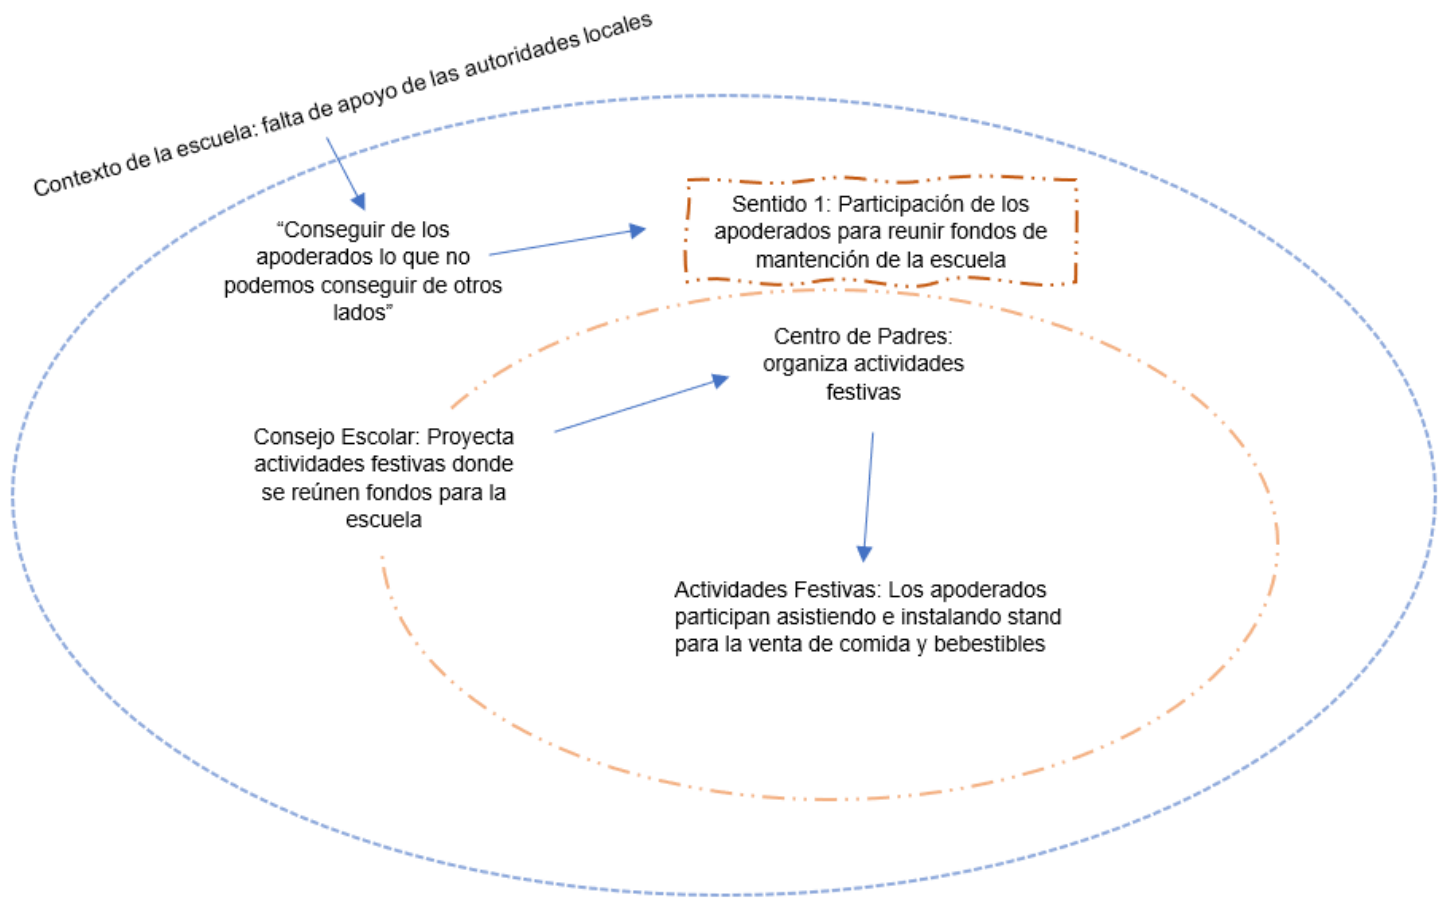 Contexto de la escuela: falta de apoyo de las autoridades locales
“Conseguir de los
apoderados lo que no
podemos conseguir de otros
lados”
Sentido 1: Participación de los
apoderados para reunir fondos de
mantención de la escuela
Centro de Padres:
organiza actividades
festivas
Consejo Escolar: Proyecta
actividades festivas donde
se reúnen fondos para la
escuela
Actividades Festivas: Los apoderados
participan asistiendo e instalando stand
para la venta de comida y bebestibles